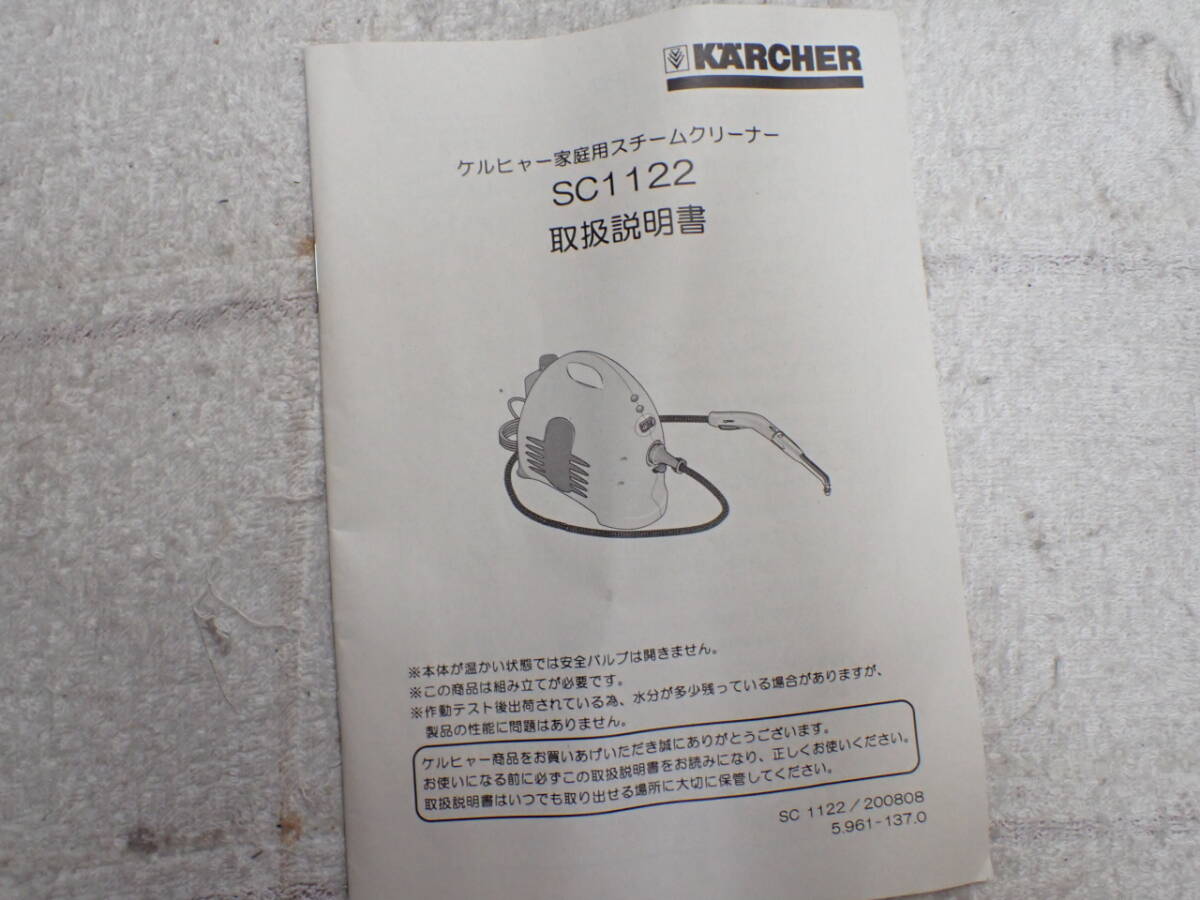 KÄRCHER
ケルヒャー家庭用スチームクリーナー
SC1122
取扱説明書
※本体が温かい状態では安全バルブは開きません。
※この商品は組み立てが必要です。
※作動テスト後出荷されている為、水分が多少残っている場合がありますが、
製品の性能に問題はありません。
ケルヒャー商品をお買いあげいただき誠にありがとうございます。
お使いになる前に必ずこの取扱説明書をお読みになり、正しくお使いください。
取扱説明書はいつでも取り出せる場所に大切に保管してください。
SC 1122/200808
5.961-137.0